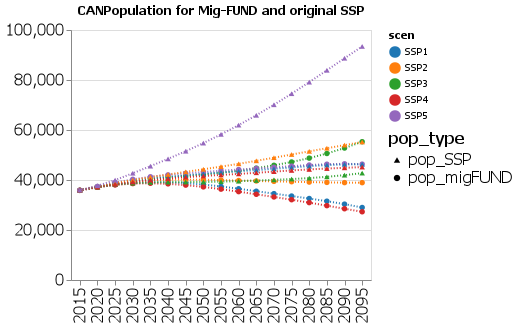 CANPopulation for Mig-FUND and original SSP
100,000
80,000
60,000
40,000
20,000
0
2015
2020
2025
2030
2035
2040
2045
2050
2055
2060
2065
2070
2075
2080
2085
2090
2095
scen
SSP1
SSP2
SSP3
SSP4
SSP5
pop_type
pop_SSP
pop_migFUND